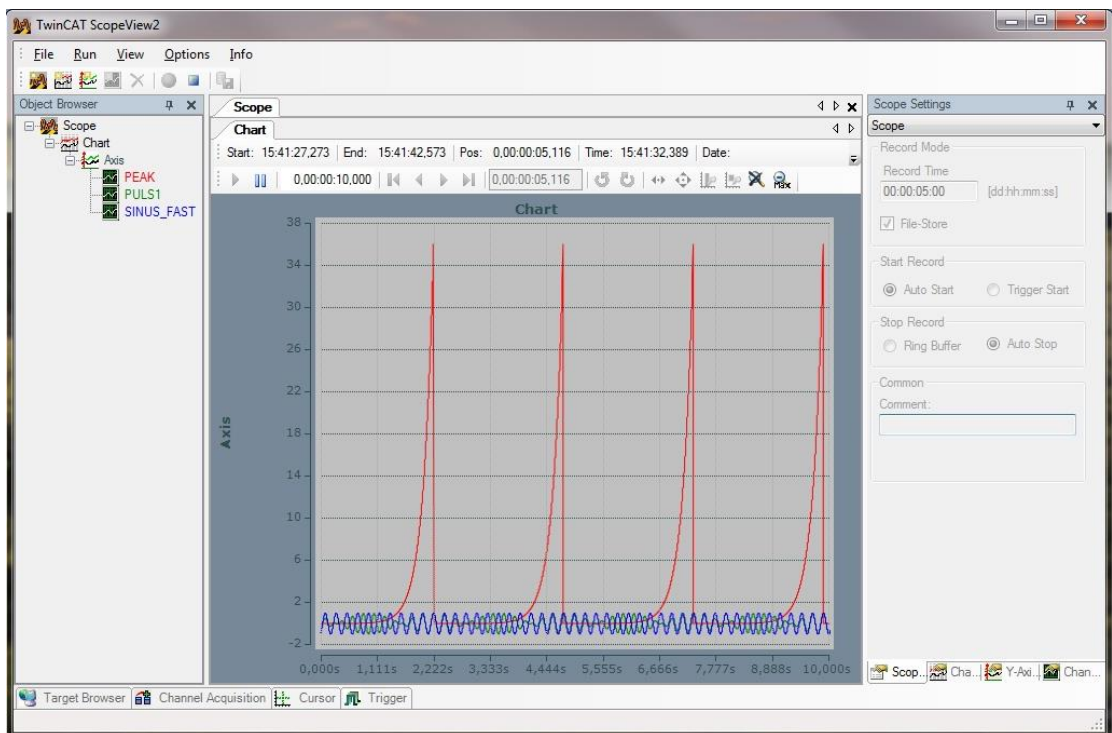 TwinCAT ScopeView2
File Run View Options Info
Object Browser
Scope
Chart
Axis
PEAK
PULS1
SINUS_FAST
Scope
Chart
Start: 15:41:27,273 End: 15:41:42,573 Pos: 0,00:00:05,116 Time: 15:41:32,389 Date:
0,00:00:10,000 0,00:00:05,116 Max
Chart
38
34
30
26
22
18
14
10
6
2
-2
Axis
0,000s 1,111s 2,222s 3,333s 4,444s 5,555s 6,666s 7,777s 8,888s 10,000s
Scope Settings
Scope
Record Mode
Record Time
00:00:05:00 [dd:hh:mm:ss]
File-Store
Start Record
Auto Start Trigger Start
Stop Record
Ring Buffer Auto Stop
Common
Comment:
Scop... Cha... Y-Axi... Chan...
Target Browser Channel Acquisition Cursor Trigger